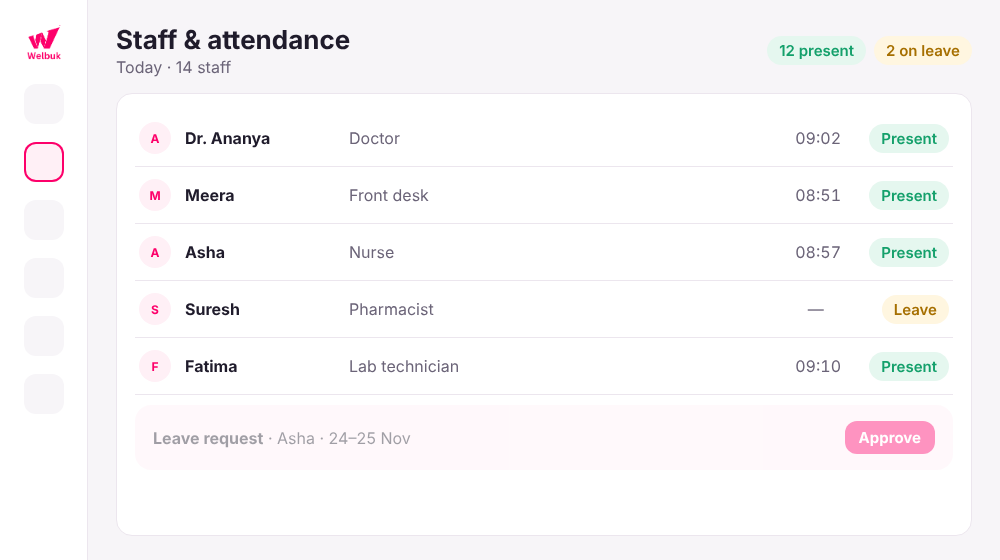 Welbuk
Staff & attendance
Today · 14 staff
12 present
2 on leave
A Dr. Ananya Doctor 09:02 Present
M Meera Front desk 08:51 Present
A Asha Nurse 08:57 Present
S Suresh Pharmacist — Leave
F Fatima Lab technician 09:10 Present
Leave request · Asha · 24–25 Nov Approve